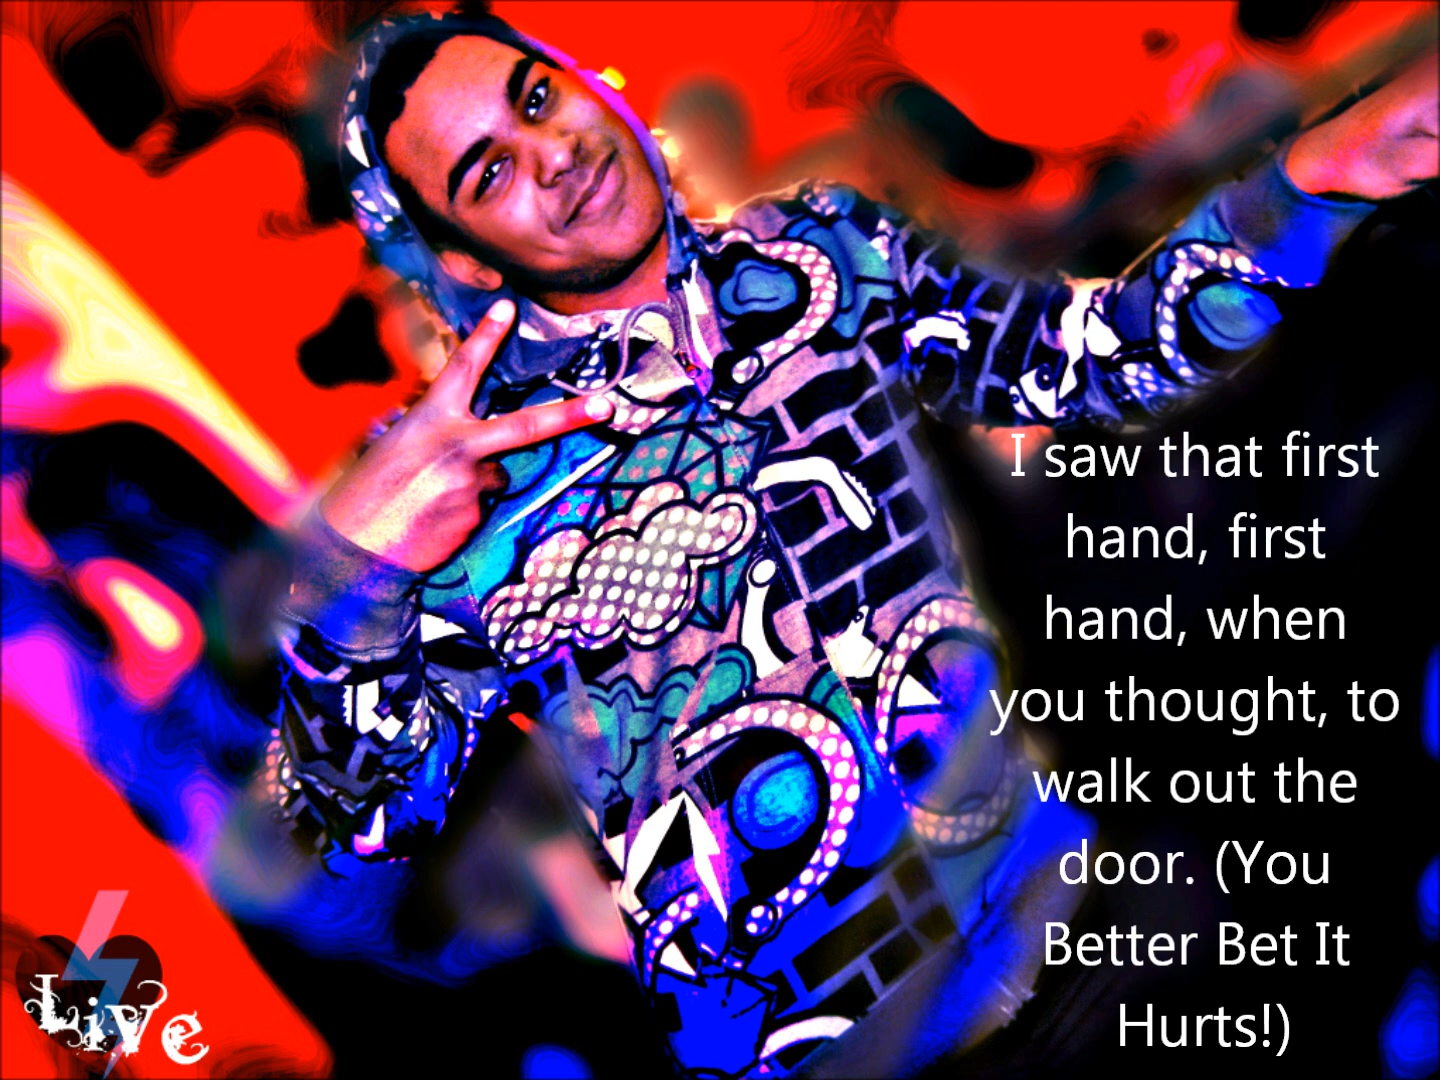 I saw that first
hand, first
hand, when
you thought, to
walk out the
door. (You
Better Bet It
Hurts!)
Live